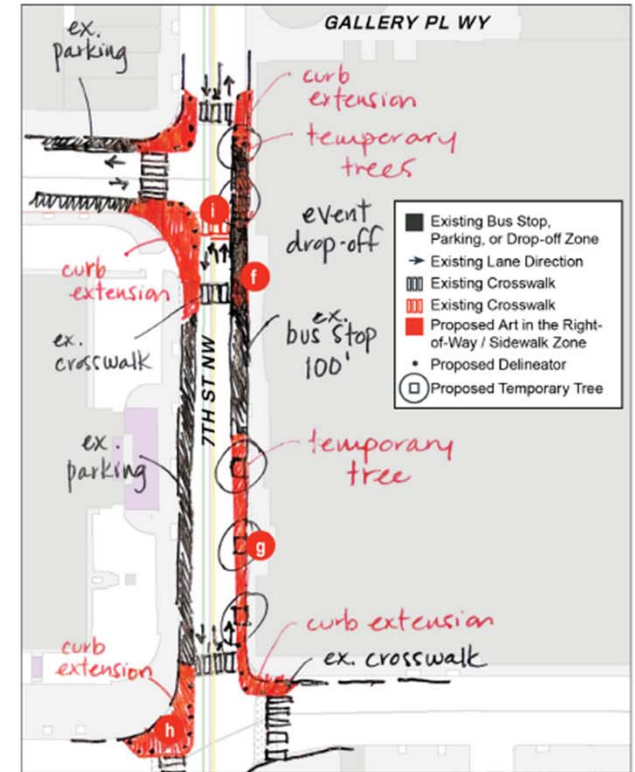 GALLERY PL WY
ex.
parking
curb
extension
temperary
trees
i
event
drop-off
f
curb
extension
ex.
crosswalk
ex.
bus stop
100'
7TH ST NW
Existing Bus Stop,
Parking, or Drop-off Zone
Existing Lane Direction
Existing Crosswalk
Existing Crosswalk
Proposed Art in the Right-
of-Way / Sidewalk Zone
Proposed Delineator
Proposed Temporary Tree
ex.
parking
temporary
tree
g
curb extension
ex. crosswalk
curb
extension
h